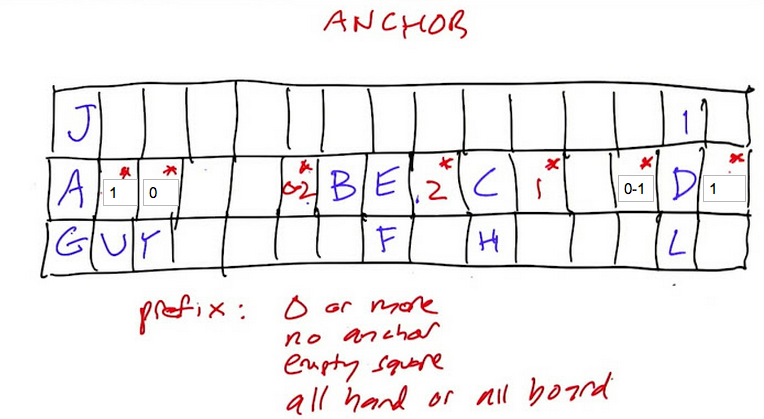 ANCHOR
J I
A 1* 0* 0-2* B E 2* C 1* 0-1* D 1*
G U Y F H L
prefix: 0 or more
no anchor
empty square
all hand or all board